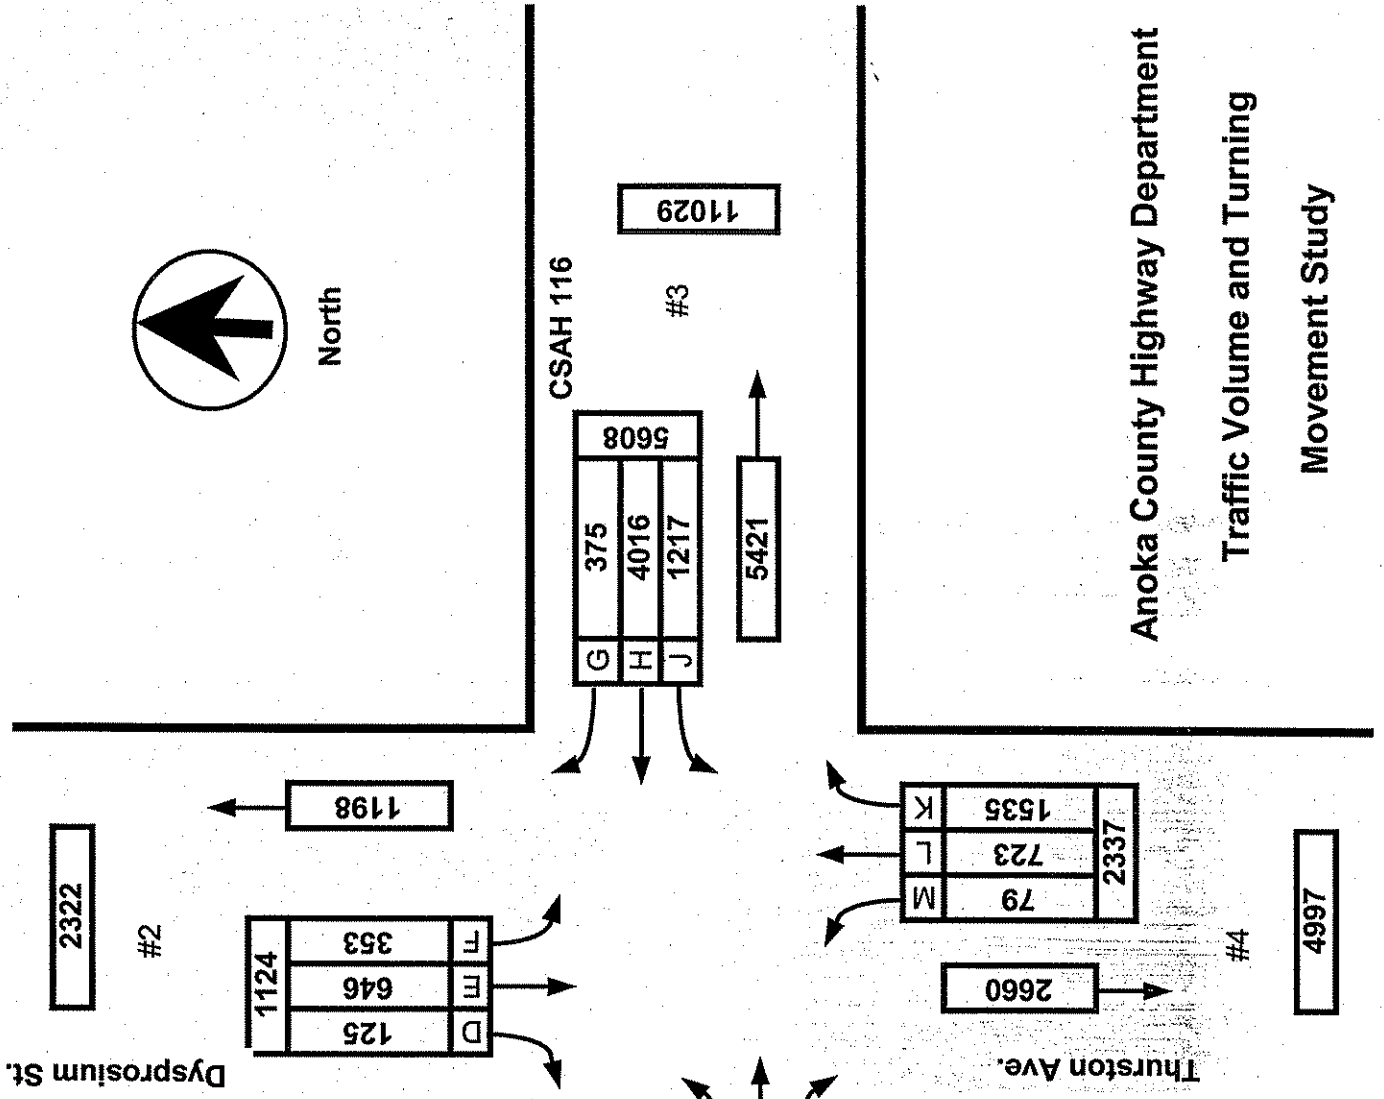 North
CSAH 116
11029
#3
5608
G 375
H 4016
J 1217
5421
Dysprosium St.
2322
#2
1198
1124
125 646 353
D E F
M L K
79 723 1535
2337
2660
#4
4997
Thurston Ave.
Anoka County Highway Department
Traffic Volume and Turning
Movement Study